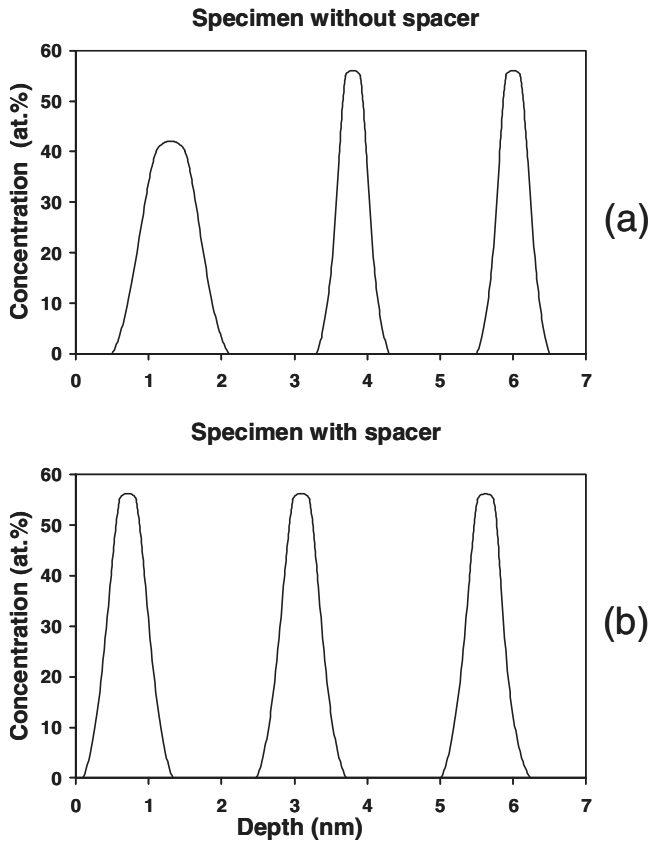 Specimen without spacer
Concentration (at.%)
60
50
40
30
20
10
0
0 1 2 3 4 5 6 7
(a)
Specimen with spacer
Concentration (at.%)
60
50
40
30
20
10
0
0 1 2 3 4 5 6 7
Depth (nm)
(b)